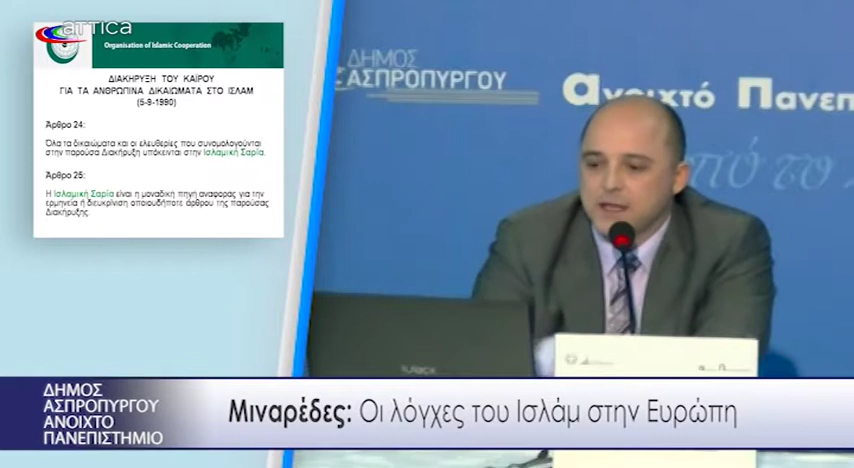 attica
Organisation of Islamic Cooperation
ΔΙΑΚΗΡΥΞΗ ΤΟΥ ΚΑΪΡΟΥ
ΓΙΑ ΤΑ ΑΝΘΡΩΠΙΝΑ ΔΙΚΑΙΩΜΑΤΑ ΣΤΟ ΙΣΛΑΜ
(5-8-1990)
Άρθρο 24:
Όλα τα δικαιώματα και οι ελευθερίες που συνομολογούνται
στην παρούσα Διακήρυξη υπόκεινται στην Ισλαμική Σαρία.
Άρθρο 25:
Η Ισλαμική Σαρία είναι η μοναδική πηγή αναφοράς για την
ερμηνεία ή διευκρίνιση οποιουδήποτε άρθρου της παρούσας
Διακήρυξης.
ΔΗΜΟΣ
ΑΣΠΡΟΠΥΡΓΟΥ
ανοιχτό Πανεπ
από το
ΔΗΜΟΣ
ΑΣΠΡΟΠΥΡΓΟΥ
ΑΝΟΙΧΤΟ
ΠΑΝΕΠΙΣΤΗΜΙΟ
Μιναρέδες: Οι λόγχες του Ισλάμ στην Ευρώπη